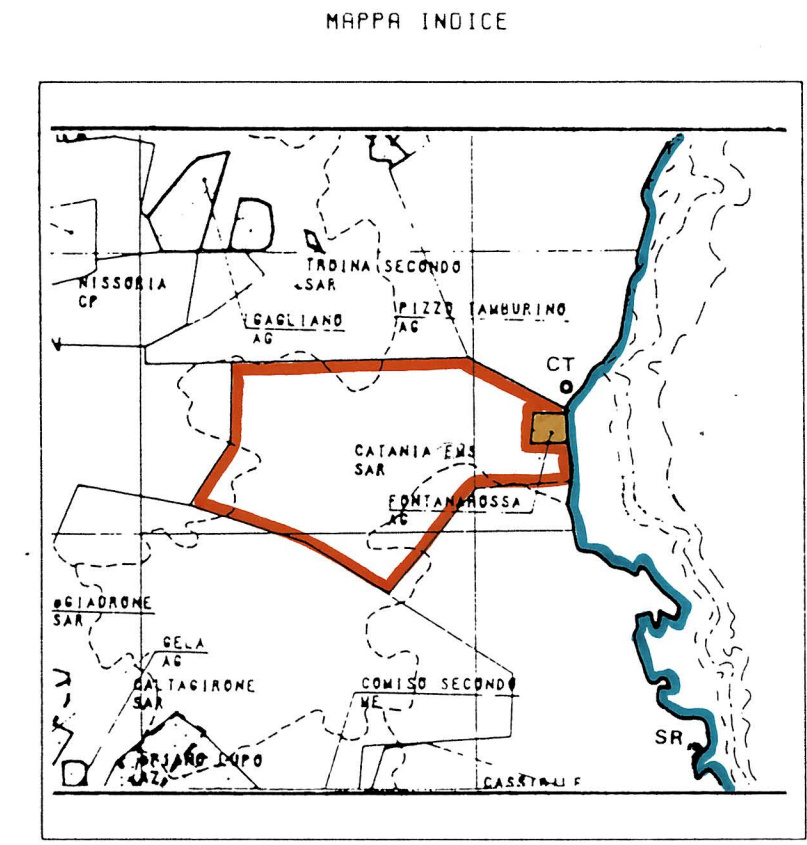 MAPPA INDICE
TROINA SECONDO
SAR
NISSORIA
CP
PIZZO TAMBURINO
AG
GAGLIANO
AG
CT
CATANIA EMS
SAR
FONTANAROSSA
AG
GIADRONE
SAR
GELA
AG
CALTAGIRONE
SAR
COMISO SECONDO
ME
SR